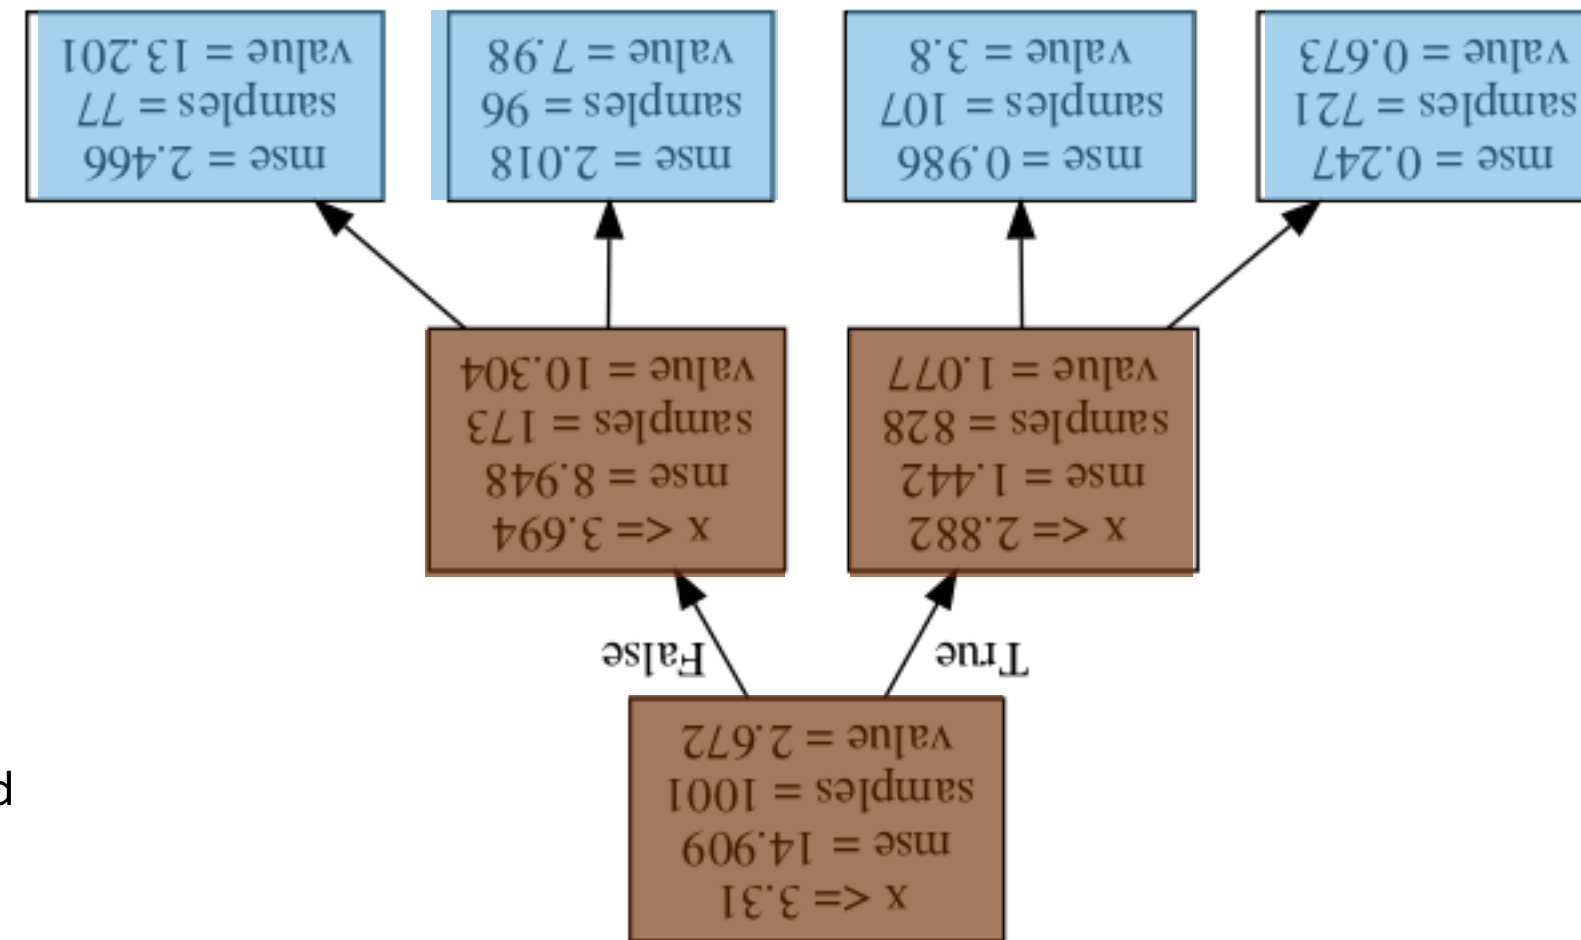 x <= 3.31
mse = 14.909
samples = 1001
value = 2.672
True
False
x <= 2.882
mse = 1.442
samples = 828
value = 1.077
x <= 3.694
mse = 8.948
samples = 173
value = 10.304
mse = 0.247
samples = 721
value = 0.673
mse = 0.986
samples = 107
value = 3.8
mse = 2.018
samples = 96
value = 7.98
mse = 2.466
samples = 77
value = 13.201
d